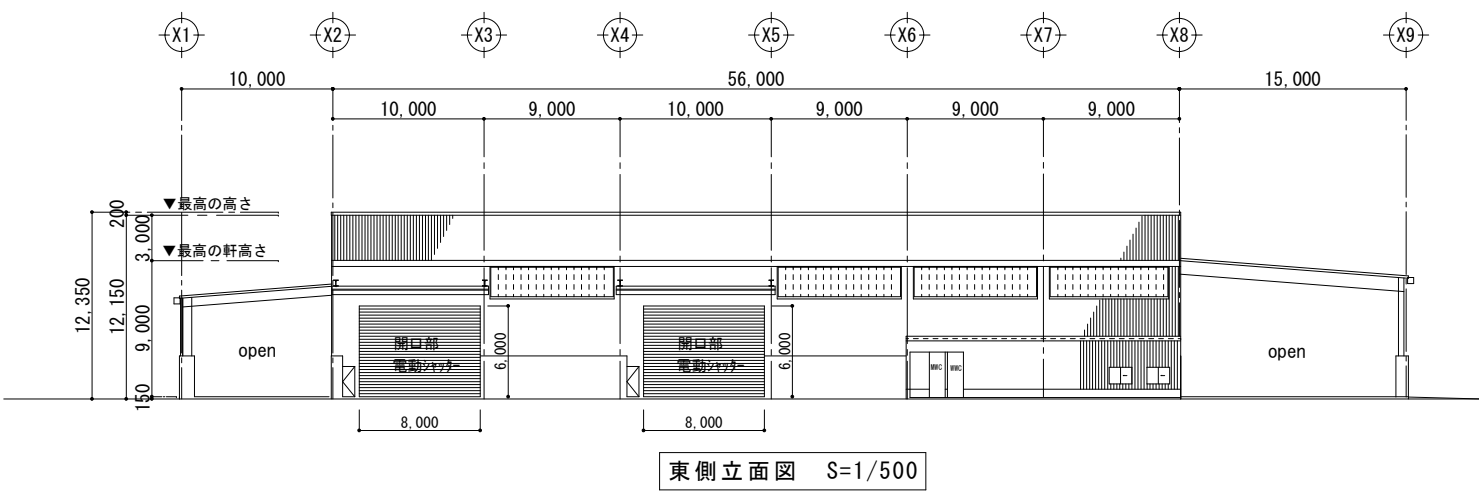 X1 X2 X3 X4 X5 X6 X7 X8 X9
10,000 56,000 15,000
10,000 9,000 10,000 9,000 9,000 9,000
▼最高の高さ
▼最高の軒高さ
200
3,000
12,350
12,150
9,000
150
open
開口部
電動シャッター
6,000
開口部
電動シャッター
6,000
MWC WWC
open
8,000 8,000
東側立面図 S=1/500